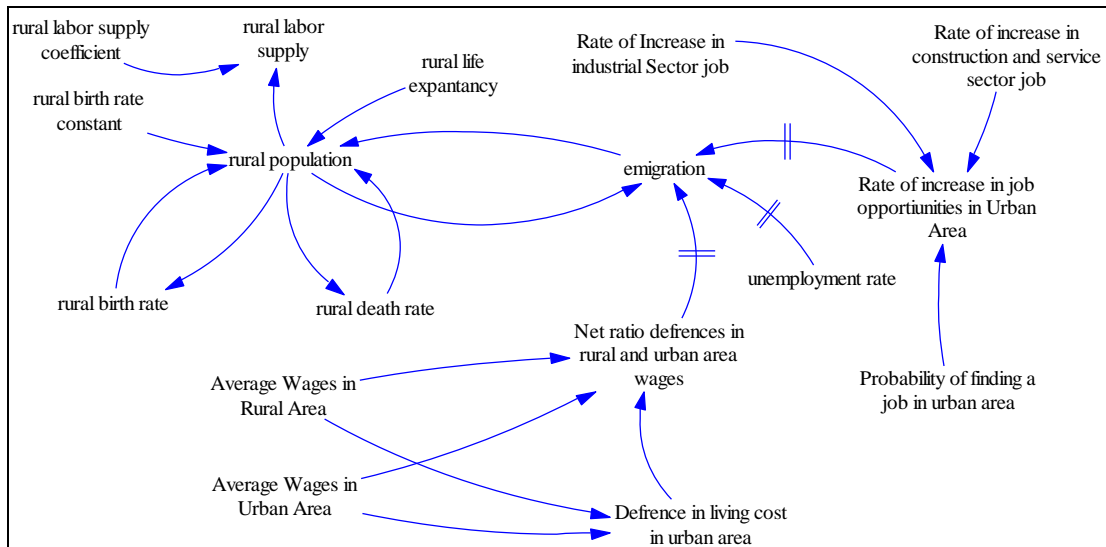 rural labor supply
coefficient
rural labor
supply
Rate of Increase in
industrial Sector job
Rate of increase in
construction and service
sector job
rural life
expantancy
rural birth rate
constant
rural population
emigration
Rate of increase in job
opportiunities in Urban
Area
unemployment rate
rural birth rate
rural death rate
Net ratio defrences in
rural and urban area
wages
Average Wages in
Rural Area
Probability of finding a
job in urban area
Average Wages in
Urban Area
Defrence in living cost
in urban area